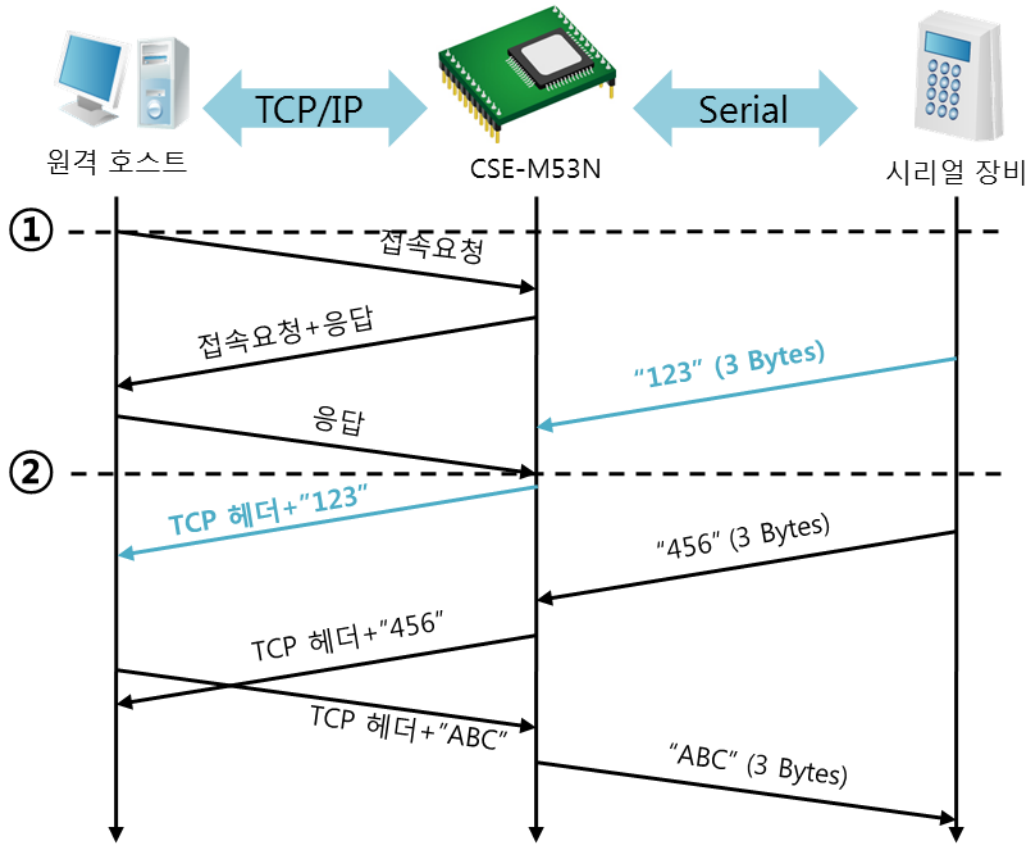 TCP/IP
Serial
원격 호스트
CSE-M53N
시리얼 장비
①
접속요청
접속요청+응답
“123” (3 Bytes)
응답
②
TCP 헤더+”123”
“456” (3 Bytes)
TCP 헤더+”456”
TCP 헤더+”ABC”
“ABC” (3 Bytes)